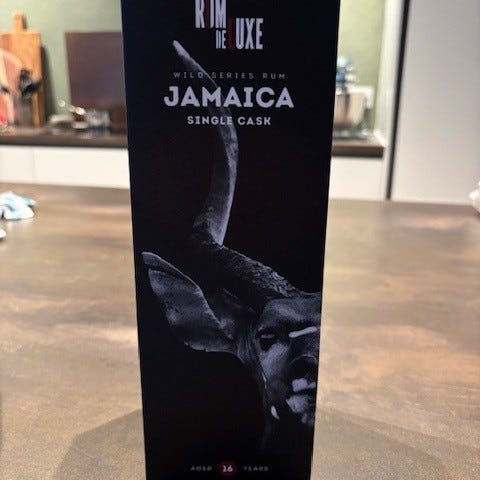 RUM
DE LUXE
WILD SERIES RUM
JAMAICA
SINGLE CASK
AGED 16 YEARS